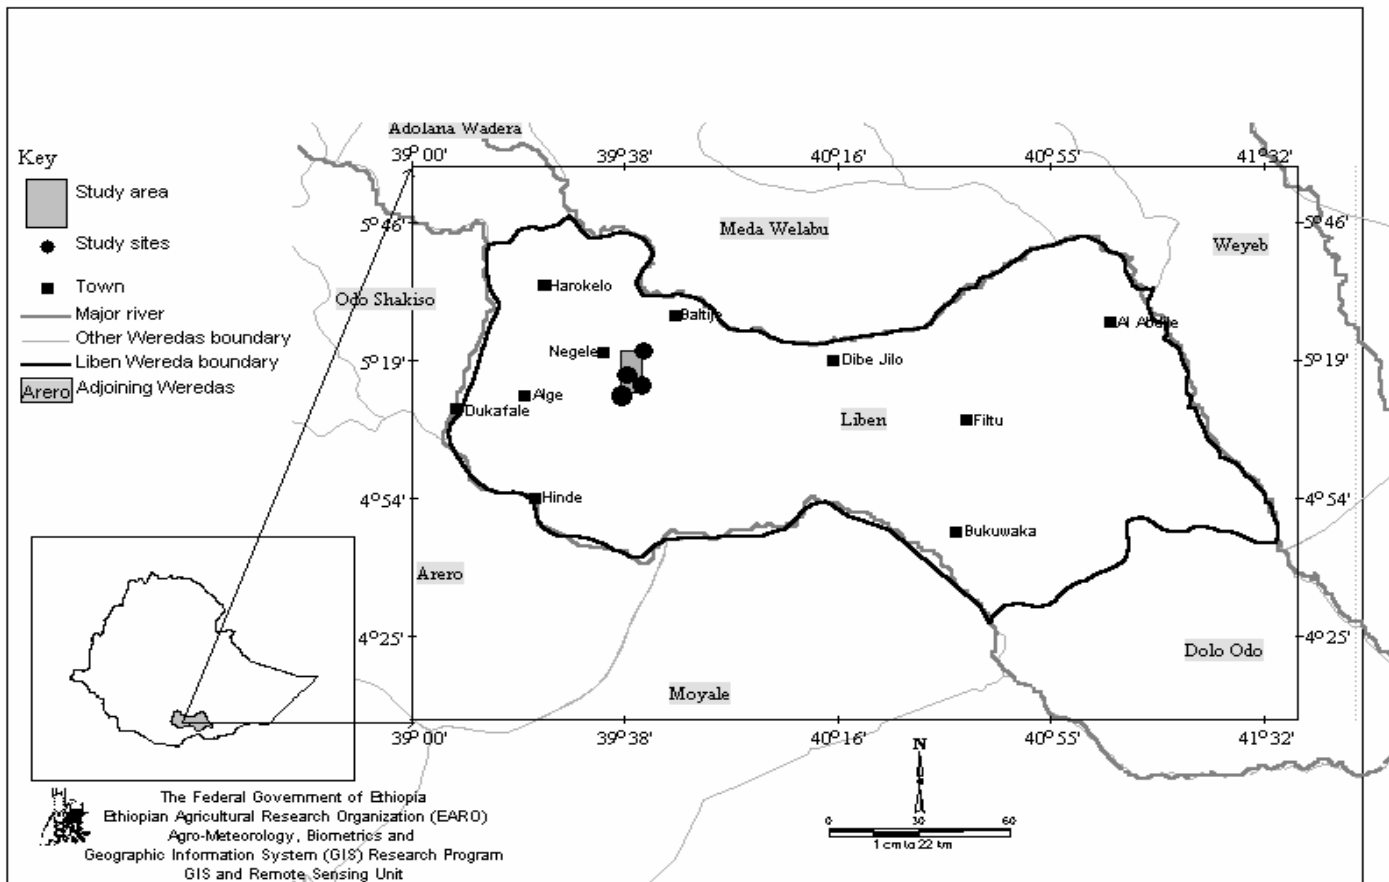 Adolana Wadera
Key
Study area
Study sites
Town
Major river
Other Weredas boundary
Liben Wereda boundary
Arero Adjoining Weredas
39°00' 39°38' 40°16' 40°55' 41°32'
5°46' 5°46'
Meda Welabu
Weyeb
Odo Shakiso
Harokelo
Baltije
Al Abdle
Negele
5°19' 5°19'
Dibe Jilo
Alge
Dukafale
Liben
Filtu
4°54' 4°54'
Hinde
Bukuwaka
Arero
4°25' 4°25'
Dolo Odo
Moyale
39°00' 39°38' 40°16' 40°55' 41°32'
N
0 30 60
1 cm to 22 km
The Federal Government of Ethiopia
Ethiopian Agricultural Research Organization (EARO)
Agro-Meteorology, Biometrics and
Geographic Information System (GIS) Research Program
GIS and Remote Sensing Unit